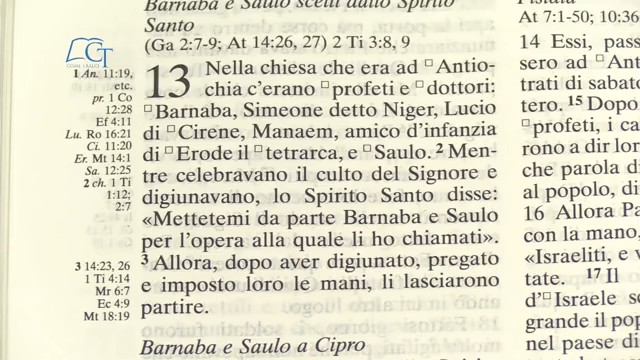 Barnaba e Saulo scelti dallo Spirito
Santo
(Ga 2:7-9; At 14:26, 27) 2 Ti 3:8, 9
13 Nella chiesa che era ad □Antio-
chia c'erano □profeti e □dottori:
□Barnaba, Simeone detto Niger, Lucio
di □Cirene, Manaem, amico d'infanzia
di □Erode il □tetrarca, e □Saulo. 2 Men-
tre celebravano il culto del Signore e
digiunavano, lo Spirito Santo disse:
«Mettetemi da parte Barnaba e Saulo
per l'opera alla quale li ho chiamati».
3 Allora, dopo aver digiunato, pregato
e imposto loro le mani, li lasciarono
partire.
Barnaba e Saulo a Cipro
1 An. 11:19,
etc.
pr. 1 Co
12:28
Ef 4:11
Lu. Ro 16:21
Ci. 11:20
Er. Mt 14:1
Sa. 12:25
2 ch. 1 Ti
1:12;
2:7
3 14:23, 26
1 Ti 4:14
Mr 6:7
Ec 4:9
Mt 18:19
At 7:1-50; 10:36
14 Essi, pass
sero ad □Ant
trati di sabato
tero. 15 Dopo
□profeti, i ca
rono a dir lor
che parola di
al popolo, di
16 Allora Pa
con la mano,
«Israeliti, e v
tate. 17 Il
d'□Israele s
grande il pop
nel paese di